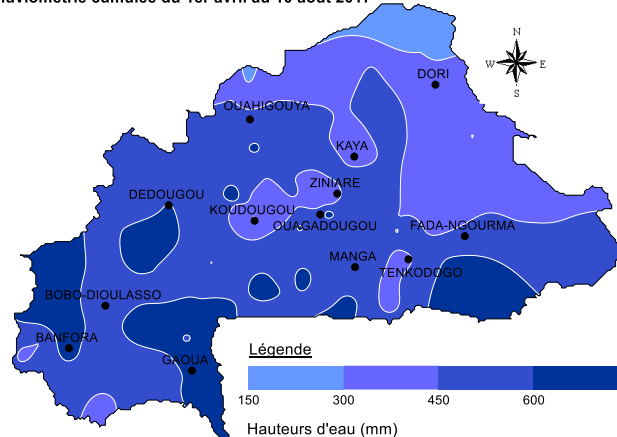 N
W E
S
DORI
OUAHIGOUYA
KAYA
ZINIARE
DEDOUGOU
KOUDOUGOU
OUAGADOUGOU
FADA-NGOURMA
MANGA
TENKODOGO
BOBO-DIOULASSO
BANFORA
GAOUA
Légende
150 300 450 600
Hauteurs d'eau (mm)